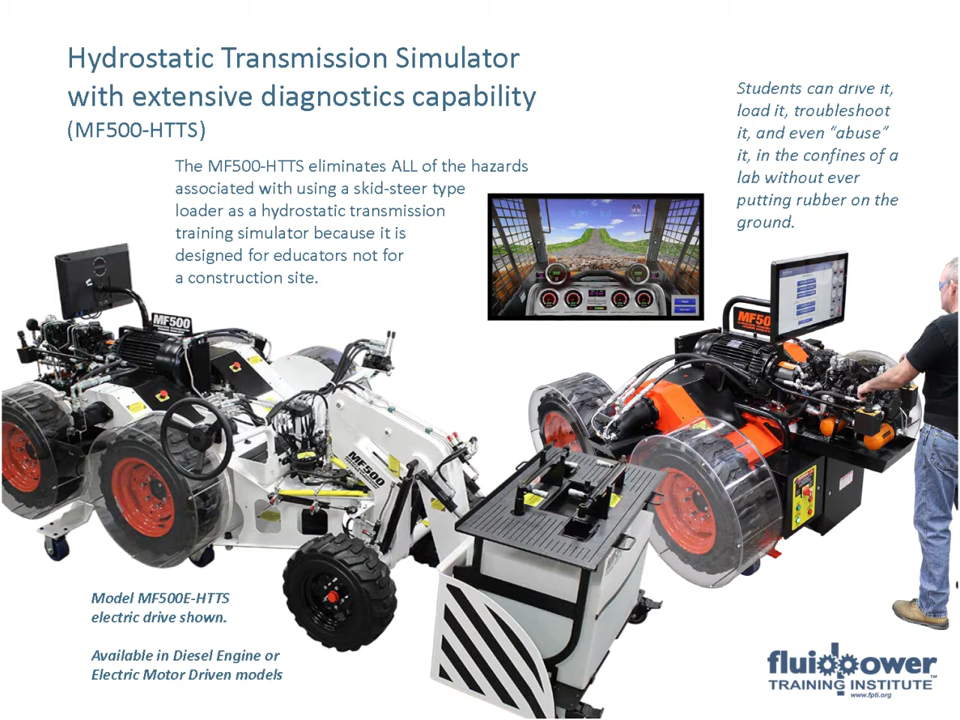 Hydrostatic Transmission Simulator
with extensive diagnostics capability
(MF500-HTTS)
The MF500-HTTS eliminates ALL of the hazards
associated with using a skid-steer type
loader as a hydrostatic transmission
training simulator because it is
designed for educators not for
a construction site.
Students can drive it,
load it, troubleshoot
it, and even “abuse”
it, in the confines of a
lab without ever
putting rubber on the
ground.
MF500
MF50
MF500
Model MF500E-HTTS
electric drive shown.
Available in Diesel Engine or
Electric Motor Driven models
fluidpower
TRAINING INSTITUTE™
www.fpti.org